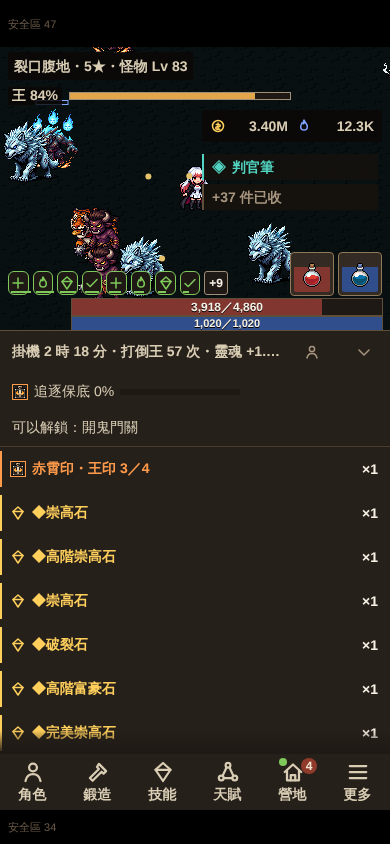 安全區 47
裂口腹地·5★·怪物 Lv 83
王 84%
3.40M 12.3K
◈ 判官筆
+37 件已收
+9
3,918／4,860
1,020／1,020
掛機 2 時 18 分·打倒王 57 次·靈魂 +1.…
追逐保底 0%
可以解鎖：開鬼門關
赤霄印·王印 3／4 ×1
◆崇高石 ×1
◆高階崇高石 ×1
◆崇高石 ×1
◆破裂石 ×1
◆高階富豪石 ×1
◆完美崇高石 ×1
4
角色 鍛造 技能 天賦 營地 更多
安全區 34